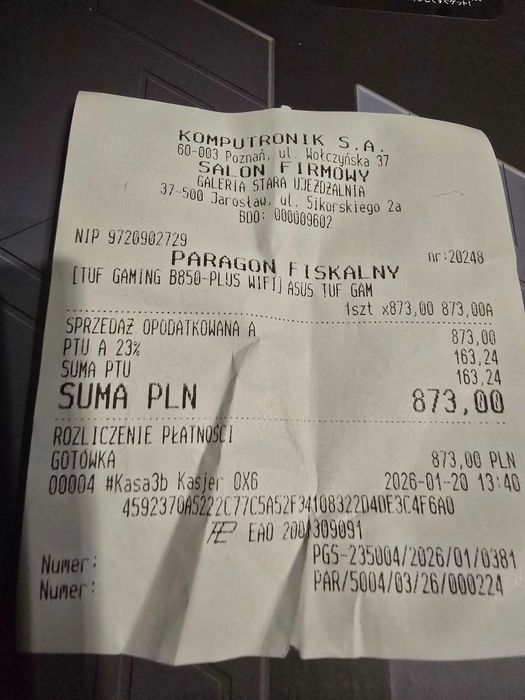 KOMPUTRONIK S.A.
60-003 Poznań, ul. Wołczyńska 37
SALON FIRMOWY
GALERIA STARA UJEŻDŻALNIA
37-500 Jarosław, ul. Sikorskiego 2a
BDO: 000009602
NIP 9720902729
nr:20248
PARAGON FISKALNY
[TUF GAMING B850-PLUS WIFI] ASUS TUF GAM
1szt x873,00 873,00A
SPRZEDAŻ OPODATKOWANA A 873,00
PTU A 23% 163,24
SUMA PTU 163,24
SUMA PLN 873,00
ROZLICZENIE PŁATNOŚCI
GOTÓWKA 873,00 PLN
00004 #Kasa3b Kasjer 0X6 2026-01-20 13:40
4592370A5222C77C5A52F34108322D4DE3C4F6A0
EAO 2001309091
Numer: PGS-235004/2026/01/0381
Numer: PAR/5004/03/26/000224